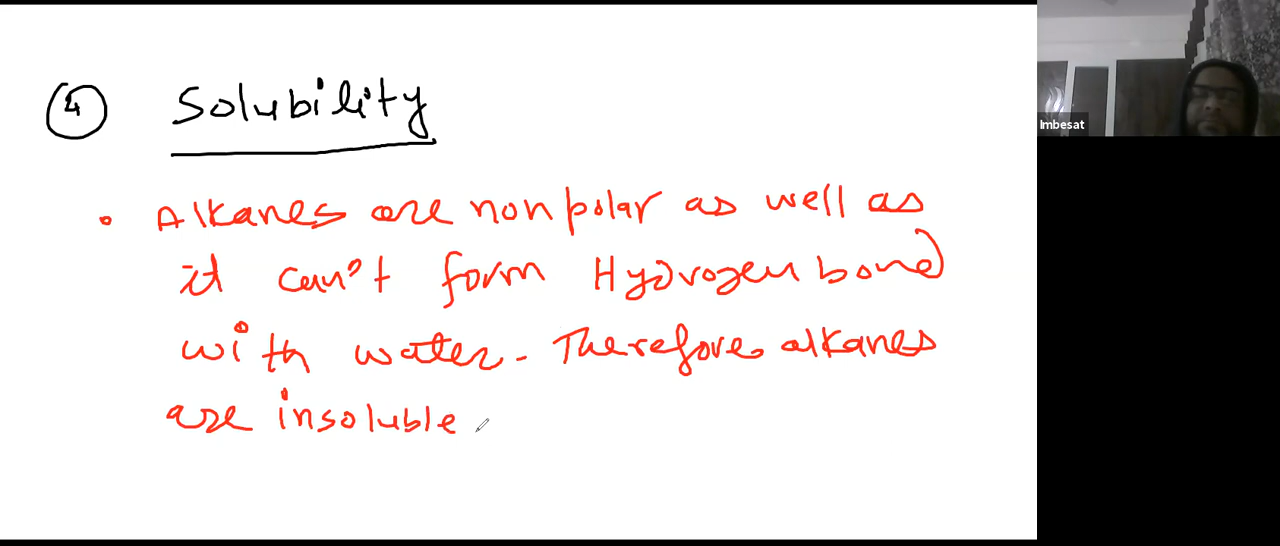 4 Solubility
• Alkanes are nonpolar as well as
it can't form Hydrogen bond
with water. Therefore alkanes
are insoluble
Imbesat